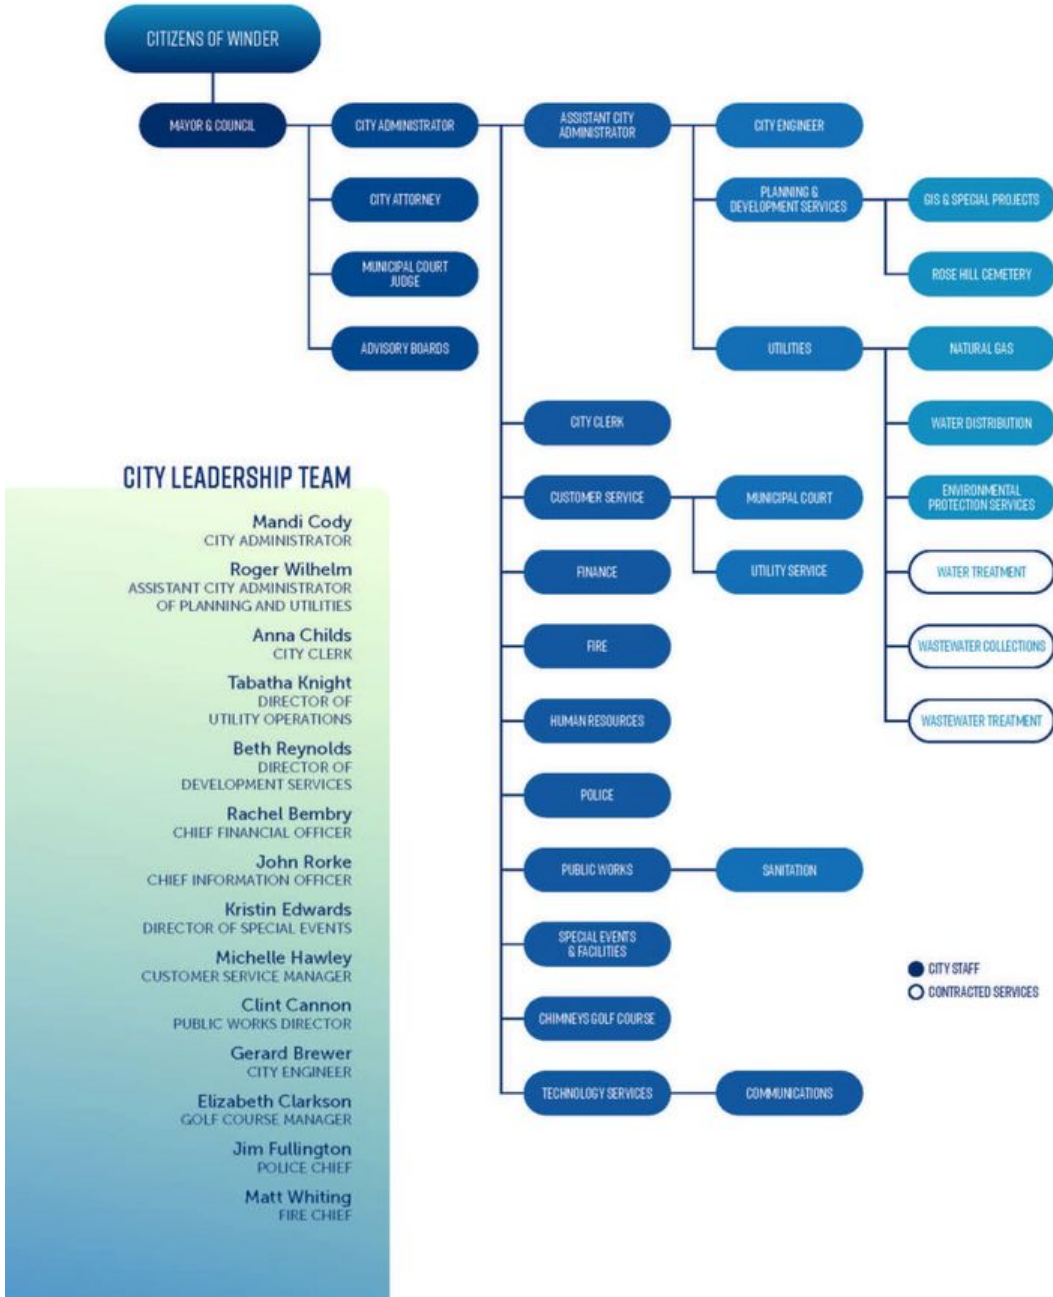 CITIZENS OF WINDER
MAYOR & COUNCIL
CITY ADMINISTRATOR
ASSISTANT CITY
ADMINISTRATOR
CITY ENGINEER
CITY ATTORNEY
PLANNING &
DEVELOPMENT SERVICES
GIS & SPECIAL PROJECTS
MUNICIPAL COURT
JUDGE
ROSE HILL CEMETERY
ADVISORY BOARDS
UTILITIES
NATURAL GAS
CITY CLERK
WATER DISTRIBUTION
CUSTOMER SERVICE
MUNICIPAL COURT
ENVIRONMENTAL
PROTECTION SERVICES
FINANCE
UTILITY SERVICE
WATER TREATMENT
FIRE
WASTEWATER COLLECTIONS
HUMAN RESOURCES
WASTEWATER TREATMENT
POLICE
PUBLIC WORKS
SANITATION
SPECIAL EVENTS
& FACILITIES
CHIMNEYS GOLF COURSE
TECHNOLOGY SERVICES
COMMUNICATIONS
CITY STAFF
CONTRACTED SERVICES
CITY LEADERSHIP TEAM
Mandi Cody
CITY ADMINISTRATOR
Roger Wilhelm
ASSISTANT CITY ADMINISTRATOR
OF PLANNING AND UTILITIES
Anna Childs
CITY CLERK
Tabatha Knight
DIRECTOR OF
UTILITY OPERATIONS
Beth Reynolds
DIRECTOR OF
DEVELOPMENT SERVICES
Rachel Bembry
CHIEF FINANCIAL OFFICER
John Rorke
CHIEF INFORMATION OFFICER
Kristin Edwards
DIRECTOR OF SPECIAL EVENTS
Michelle Hawley
CUSTOMER SERVICE MANAGER
Clint Cannon
PUBLIC WORKS DIRECTOR
Gerard Brewer
CITY ENGINEER
Elizabeth Clarkson
GOLF COURSE MANAGER
Jim Fullington
POLICE CHIEF
Matt Whiting
FIRE CHIEF